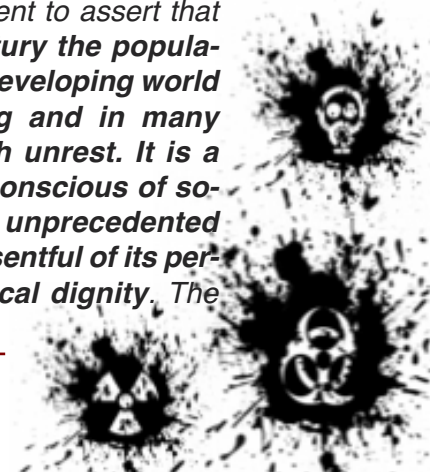 ent to assert that
tury the popula-
eveloping world
g and in many
h unrest. It is a
onscious of so-
unprecedented
sentful of its per-
cal dignity. The